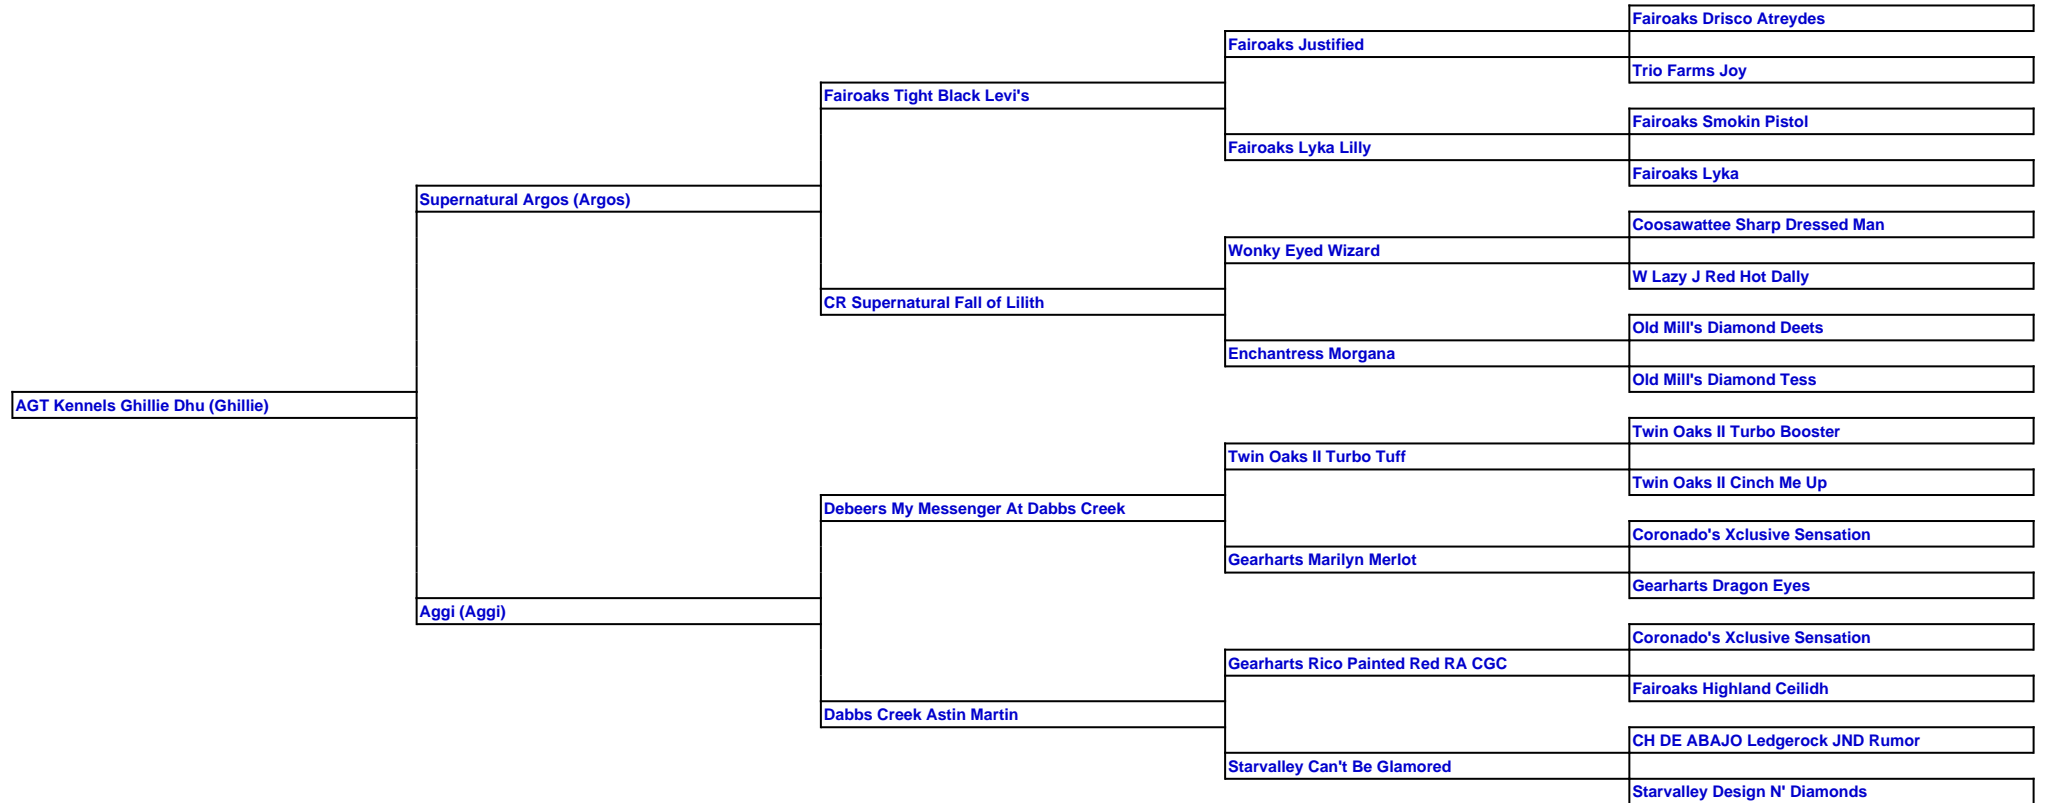 Fairoaks Drisco Atreydes
Fairoaks Justified
Trio Farms Joy
Fairoaks Tight Black Levi's
Fairoaks Smokin Pistol
Fairoaks Lyka Lilly
Fairoaks Lyka
Supernatural Argos (Argos)
Coosawattee Sharp Dressed Man
Wonky Eyed Wizard
W Lazy J Red Hot Dally
CR Supernatural Fall of Lilith
Old Mill's Diamond Deets
Enchantress Morgana
Old Mill's Diamond Tess
AGT Kennels Ghillie Dhu (Ghillie)
Twin Oaks II Turbo Booster
Twin Oaks II Turbo Tuff
Twin Oaks II Cinch Me Up
Debeers My Messenger At Dabbs Creek
Coronado's Xclusive Sensation
Gearharts Marilyn Merlot
Gearharts Dragon Eyes
Aggi (Aggi)
Coronado's Xclusive Sensation
Gearharts Rico Painted Red RA CGC
Fairoaks Highland Ceilidh
Dabbs Creek Astin Martin
CH DE ABAJO Ledgerock JND Rumor
Starvalley Can't Be Glamored
Starvalley Design N' Diamonds